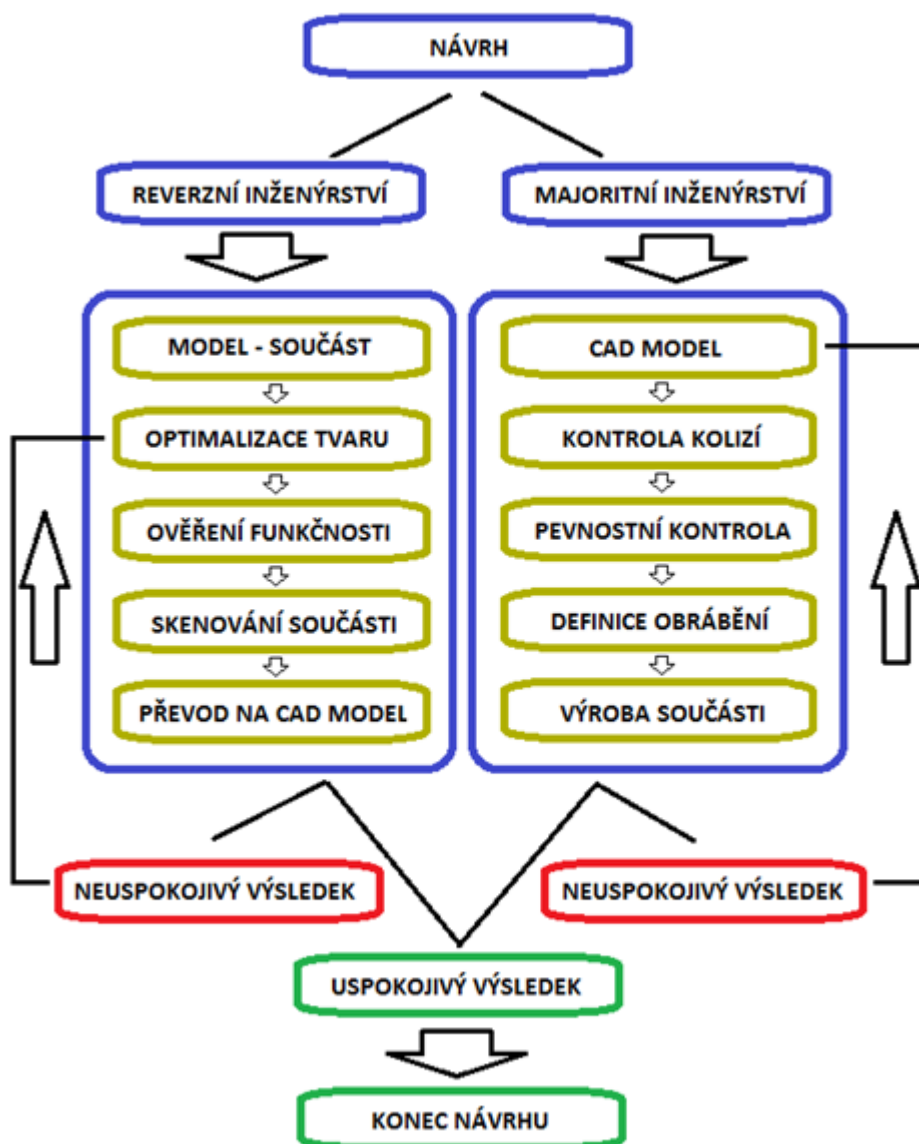 NÁVRH
REVERZNÍ INŽENÝRSTVÍ
MAJORITNÍ INŽENÝRSTVÍ
MODEL - SOUČÁST
OPTIMALIZACE TVARU
OVĚŘENÍ FUNKČNOSTI
SKENOVÁNÍ SOUČÁSTI
PŘEVOD NA CAD MODEL
CAD MODEL
KONTROLA KOLIZÍ
PEVNOSTNÍ KONTROLA
DEFINICE OBRÁBĚNÍ
VÝROBA SOUČÁSTI
NEUSPOKOJIVÝ VÝSLEDEK
NEUSPOKOJIVÝ VÝSLEDEK
USPOKOJIVÝ VÝSLEDEK
KONEC NÁVRHU